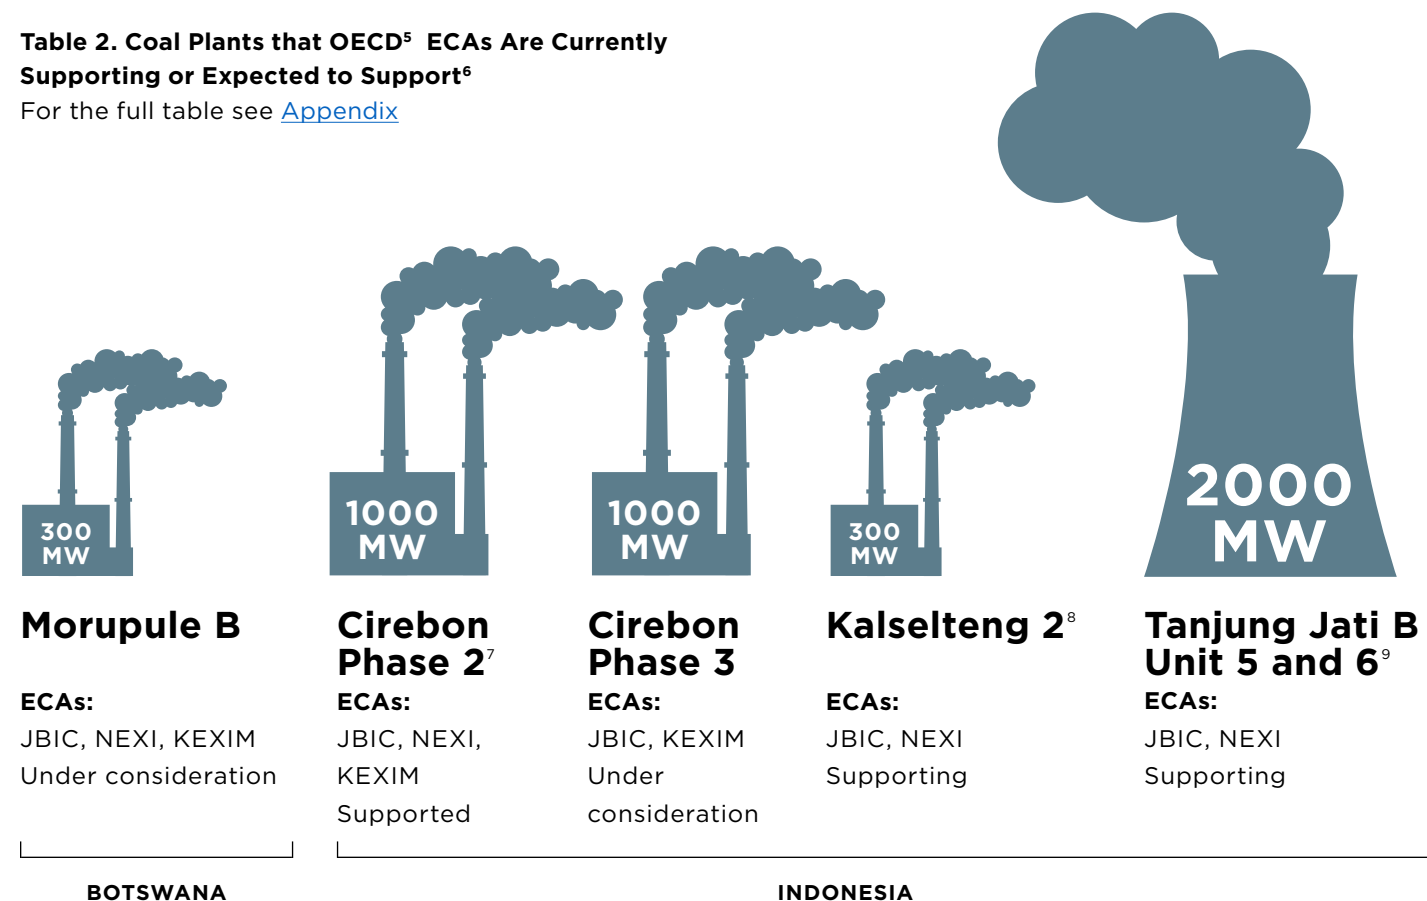 Table 2. Coal Plants that OECD⁵ ECAs Are Currently
Supporting or Expected to Support⁶
For the full table see Appendix
300
MW
1000
MW
1000
MW
300
MW
2000
MW
Morupule B
ECAs:
JBIC, NEXI, KEXIM
Under consideration
Cirebon
Phase 2⁷
ECAs:
JBIC, NEXI,
KEXIM
Supported
Cirebon
Phase 3
ECAs:
JBIC, KEXIM
Under
consideration
Kalselteng 2⁸
ECAs:
JBIC, NEXI
Supporting
Tanjung Jati B
Unit 5 and 6⁹
ECAs:
JBIC, NEXI
Supporting
BOTSWANA
INDONESIA